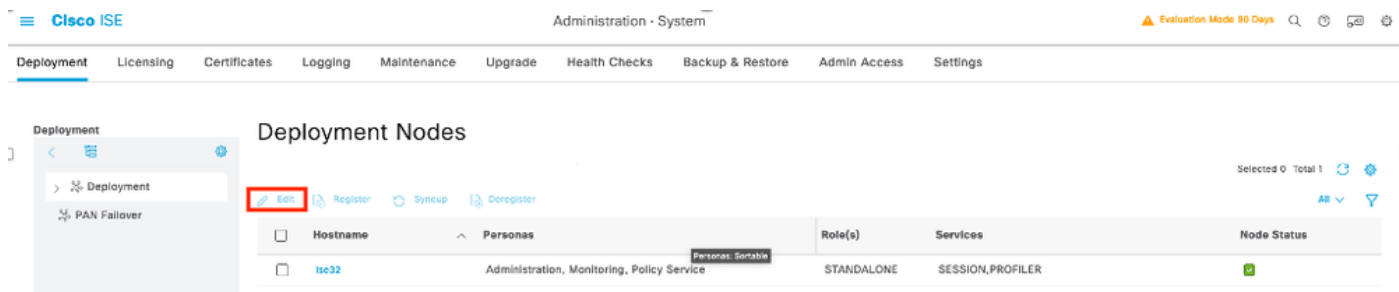 Cisco ISE
Administration · System
Evaluation Mode 90 Days
Deployment Licensing Certificates Logging Maintenance Upgrade Health Checks Backup & Restore Admin Access Settings
Deployment
Deployment
PAN Failover
Deployment Nodes
Selected 0 Total 1
Edit Register Syncup Deregister
All
Hostname Personas Role(s) Services Node Status
Personas: Sortable
ise32 Administration, Monitoring, Policy Service STANDALONE SESSION,PROFILER